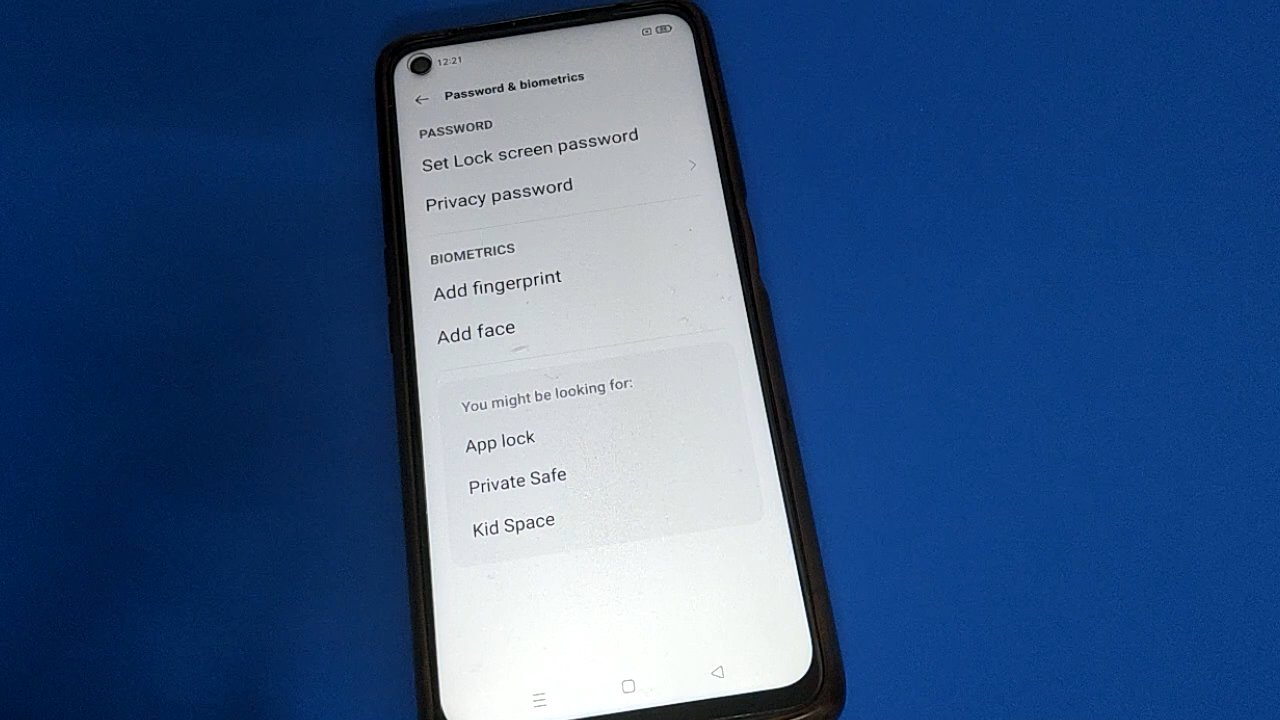 12:21
Password & biometrics
PASSWORD
Set Lock screen password
Privacy password
BIOMETRICS
Add fingerprint
Add face
You might be looking for:
App lock
Private Safe
Kid Space